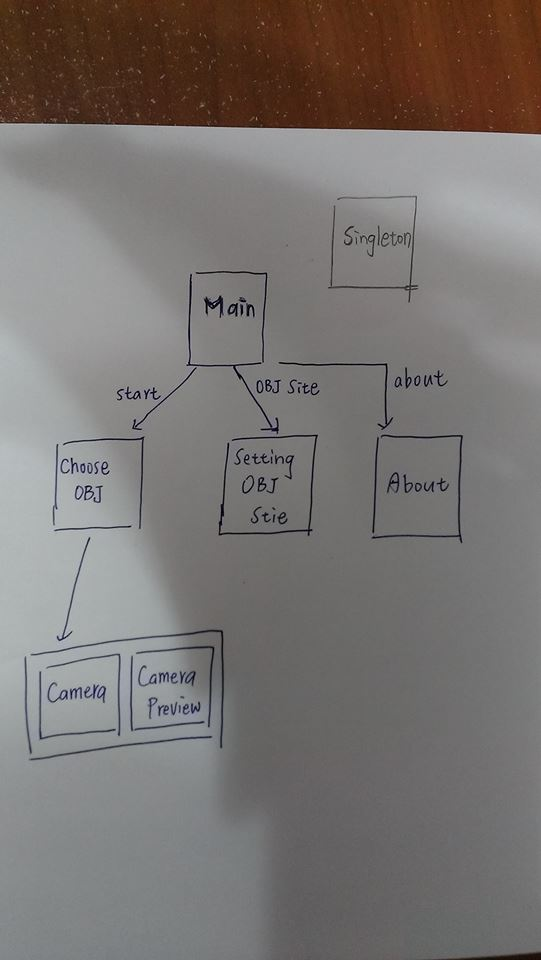 Singleton
Main
start
OBJ Site
about
Choose
OBJ
Setting
OBJ
Stie
About
Camera
Camera
Preview